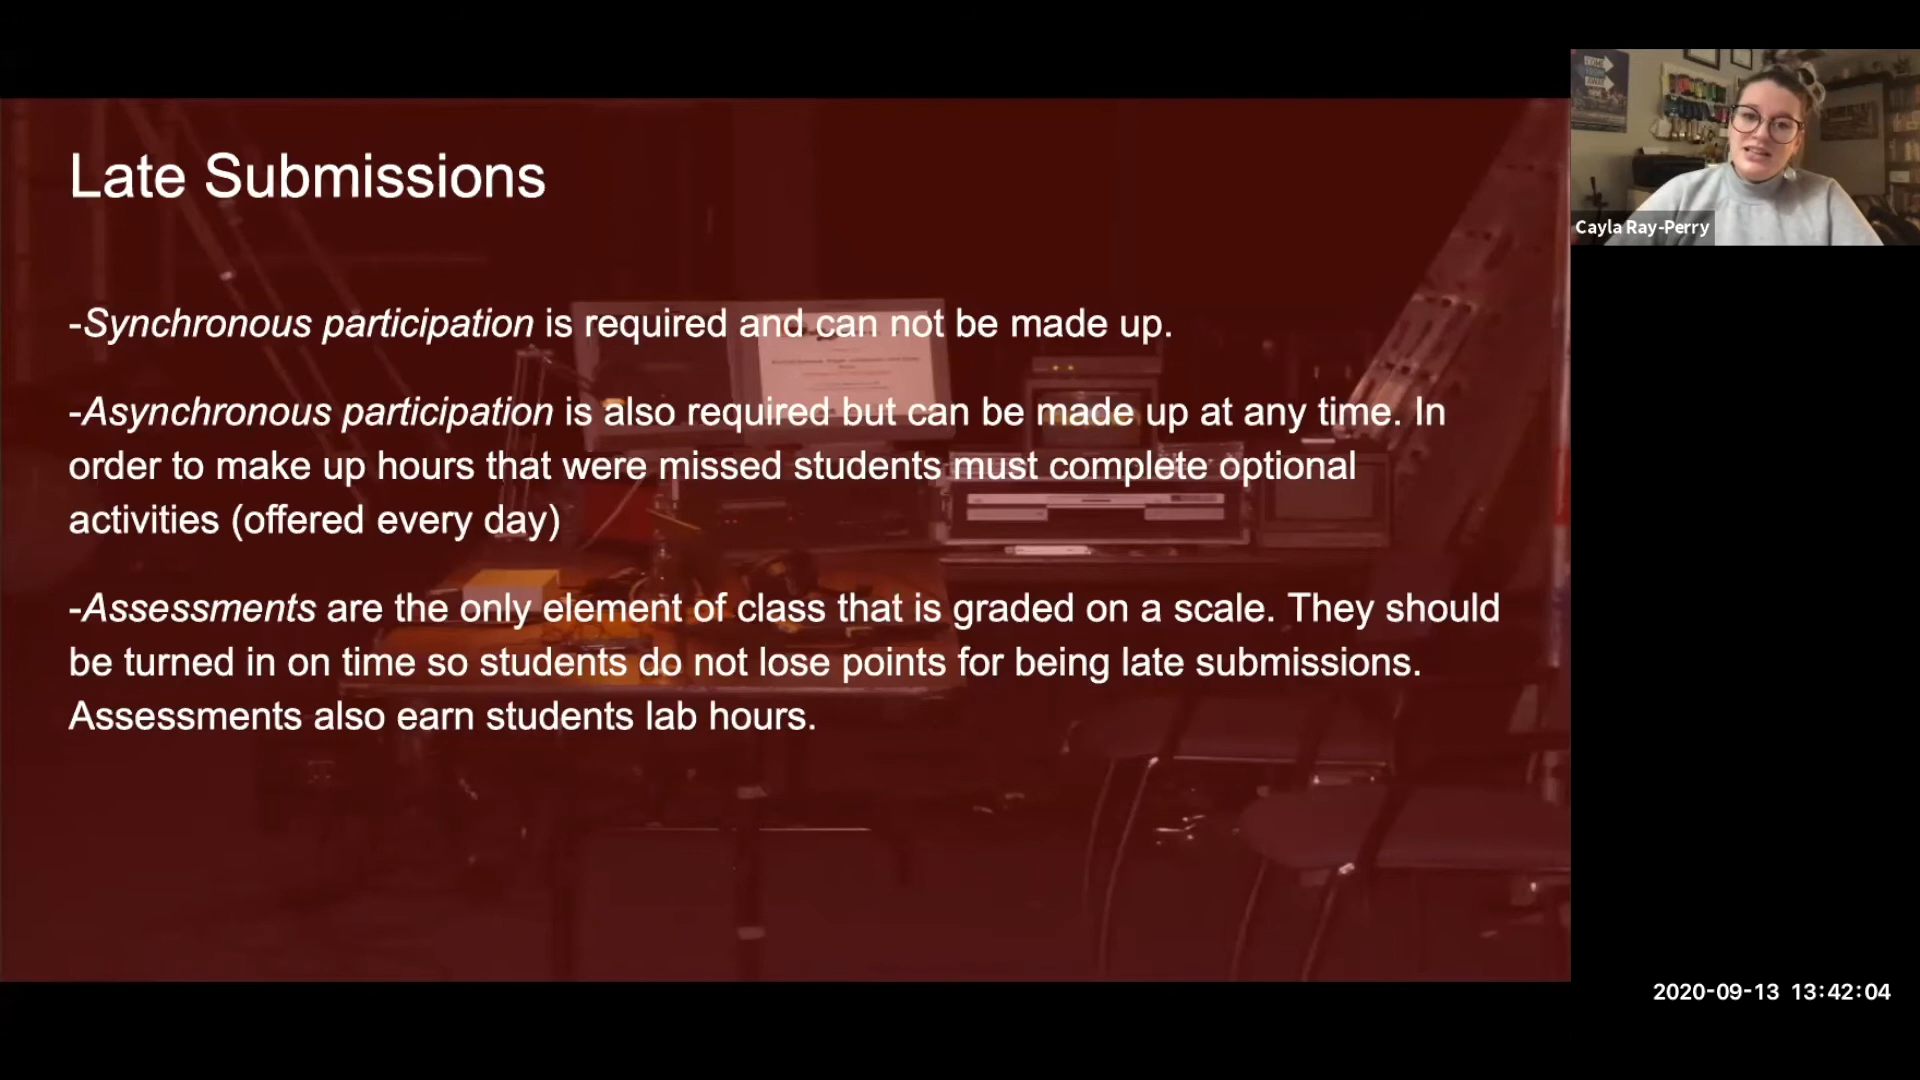 Late Submissions
-Synchronous participation is required and can not be made up.
-Asynchronous participation is also required but can be made up at any time. In
order to make up hours that were missed students must complete optional
activities (offered every day)
-Assessments are the only element of class that is graded on a scale. They should
be turned in on time so students do not lose points for being late submissions.
Assessments also earn students lab hours.
Cayla Ray-Perry
2020-09-13 13:42:04